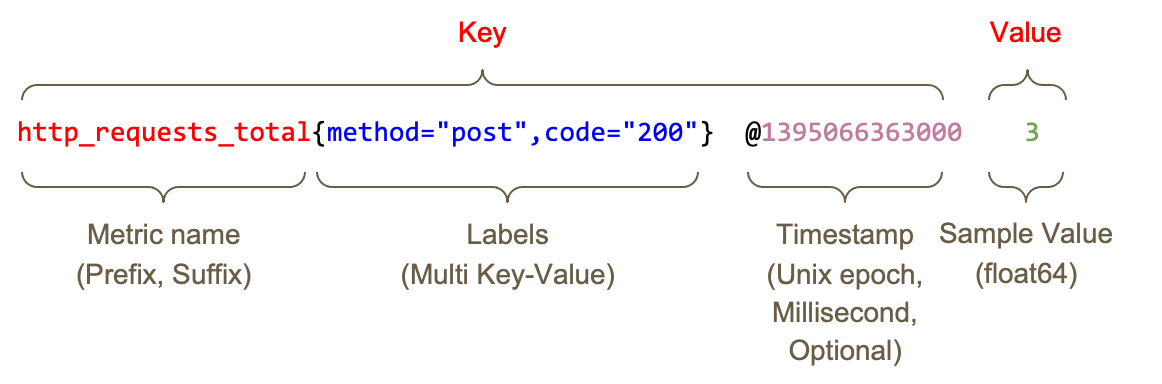 Key Value
http_requests_total{method="post",code="200"} @1395066363000 3
Metric name Labels Timestamp Sample Value
(Prefix, Suffix) (Multi Key-Value) (Unix epoch, (float64)
Millisecond,
Optional)